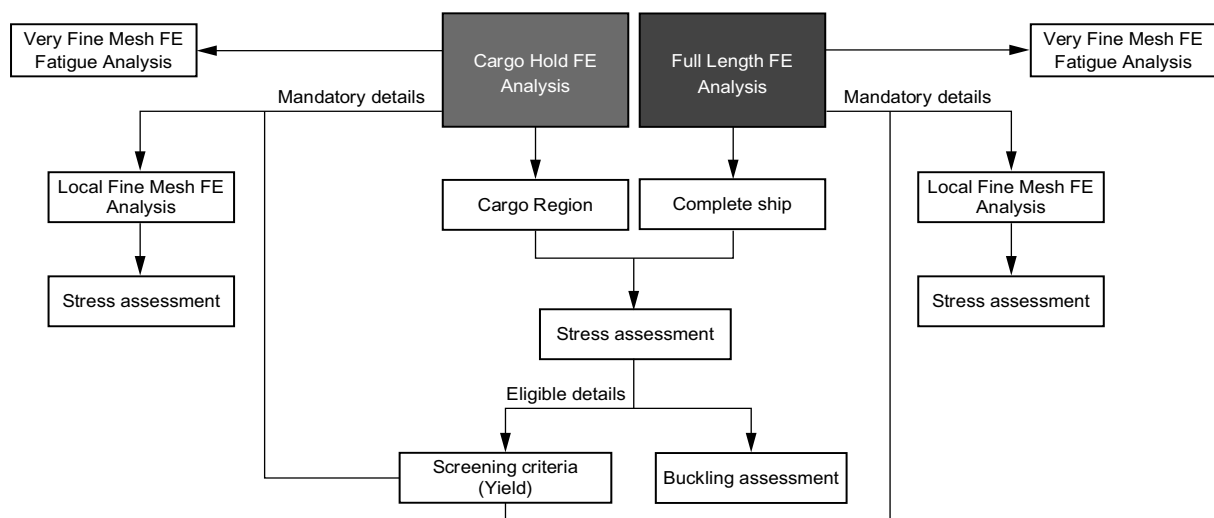 Very Fine Mesh FE
Fatigue Analysis
Cargo Hold FE
Analysis
Full Length FE
Analysis
Very Fine Mesh FE
Fatigue Analysis
Mandatory details
Mandatory details
Local Fine Mesh FE
Analysis
Cargo Region
Complete ship
Local Fine Mesh FE
Analysis
Stress assessment
Stress assessment
Stress assessment
Eligible details
Screening criteria
(Yield)
Buckling assessment